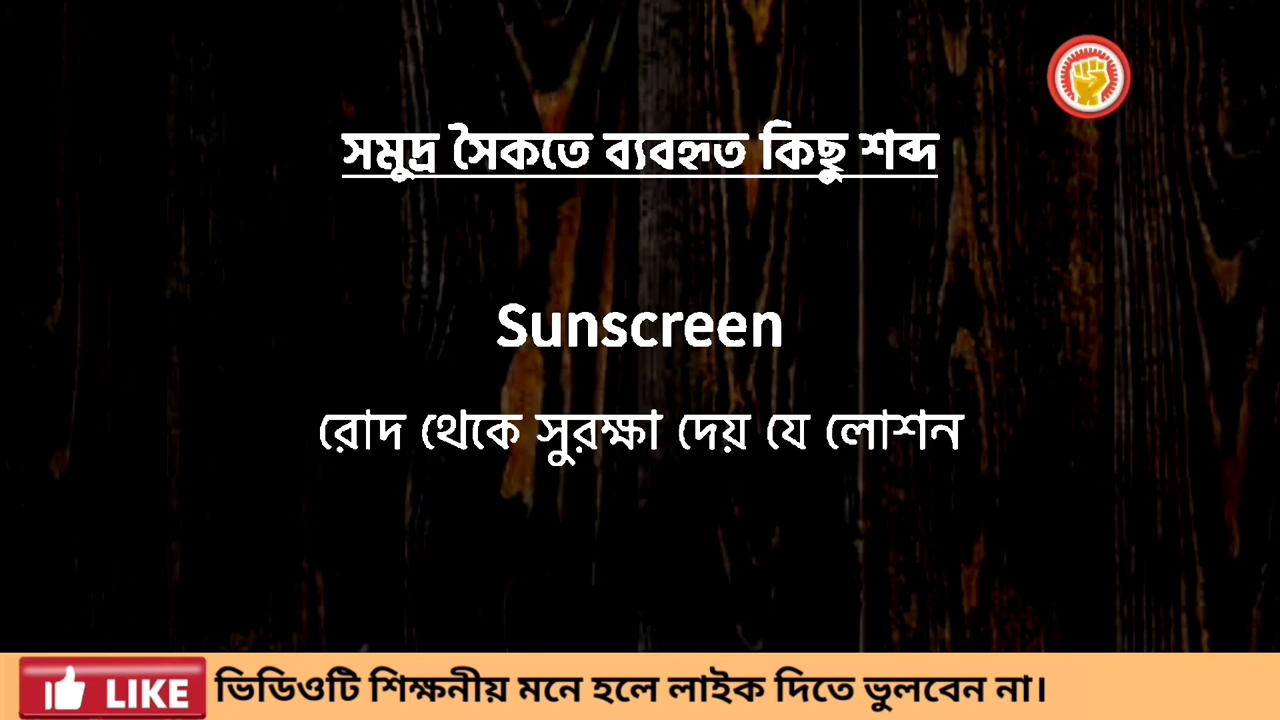 সমুদ্র সৈকতে ব্যবহৃত কিছু শব্দ
Sunscreen
রোদ থেকে সুরক্ষা দেয় যে লোশন
LIKE ভিডিওটি শিক্ষনীয় মনে হলে লাইক দিতে ভুলবেন না।